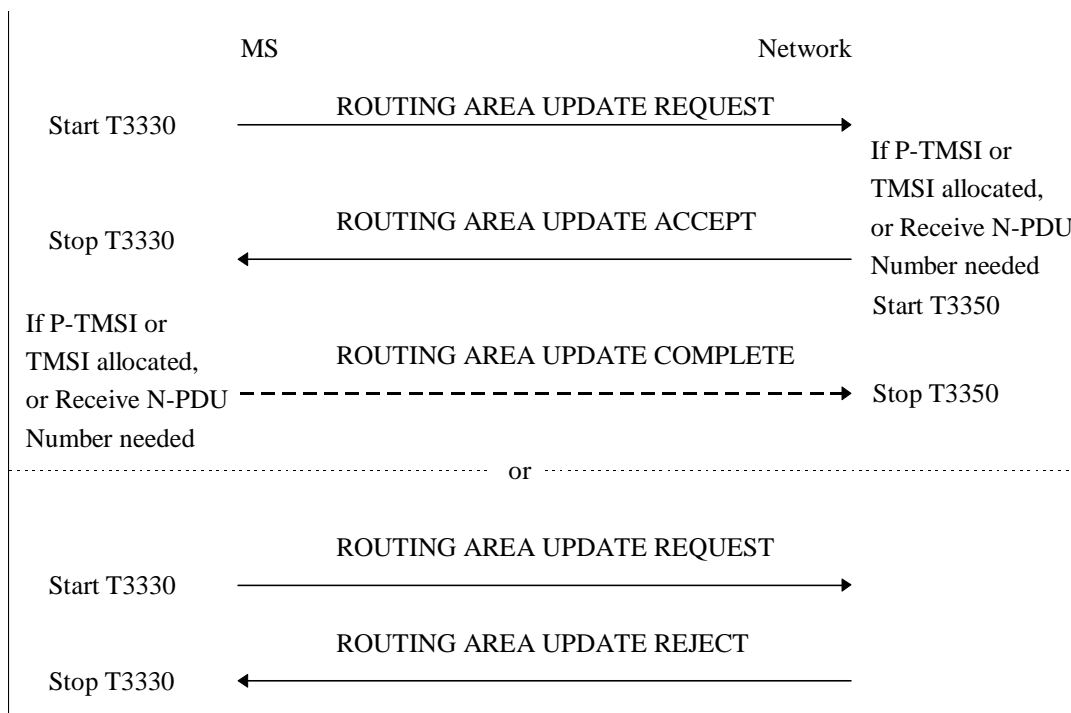 MS
Network
ROUTING AREA UPDATE REQUEST
Start T3330
If P-TMSI or
TMSI allocated,
or Receive N-PDU
Number needed
Start T3350
ROUTING AREA UPDATE ACCEPT
Stop T3330
If P-TMSI or
TMSI allocated,
or Receive N-PDU
Number needed
ROUTING AREA UPDATE COMPLETE
Stop T3350
or
ROUTING AREA UPDATE REQUEST
Start T3330
ROUTING AREA UPDATE REJECT
Stop T3330